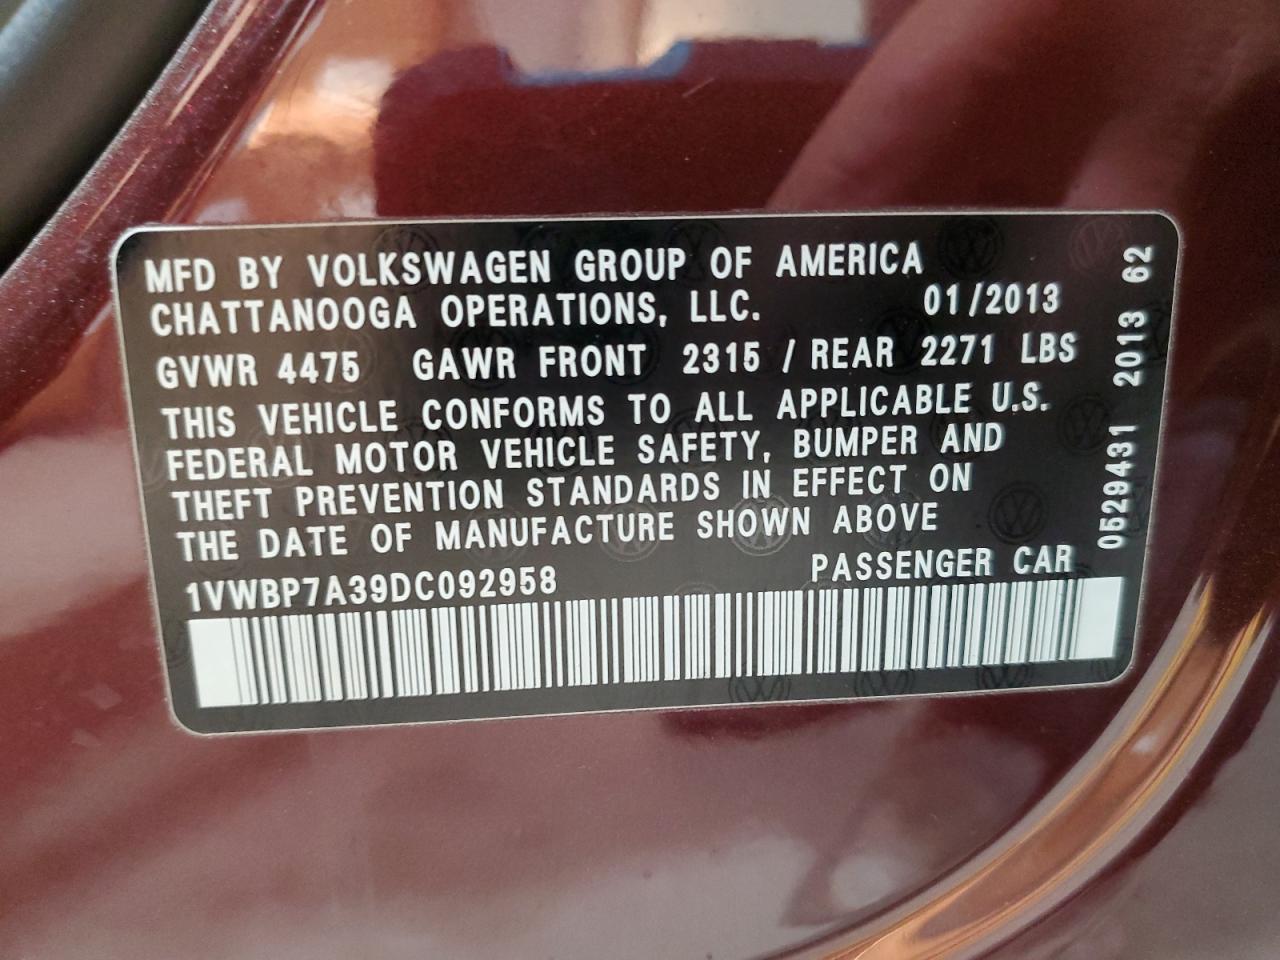 MFD BY VOLKSWAGEN GROUP OF AMERICA
CHATTANOOGA OPERATIONS, LLC. 01/2013
GVWR 4475 GAWR FRONT 2315 / REAR 2271 LBS
THIS VEHICLE CONFORMS TO ALL APPLICABLE U.S.
FEDERAL MOTOR VEHICLE SAFETY, BUMPER AND
THEFT PREVENTION STANDARDS IN EFFECT ON
THE DATE OF MANUFACTURE SHOWN ABOVE
1VWBP7A39DC092958 PASSENGER CAR
0529431 2013 62